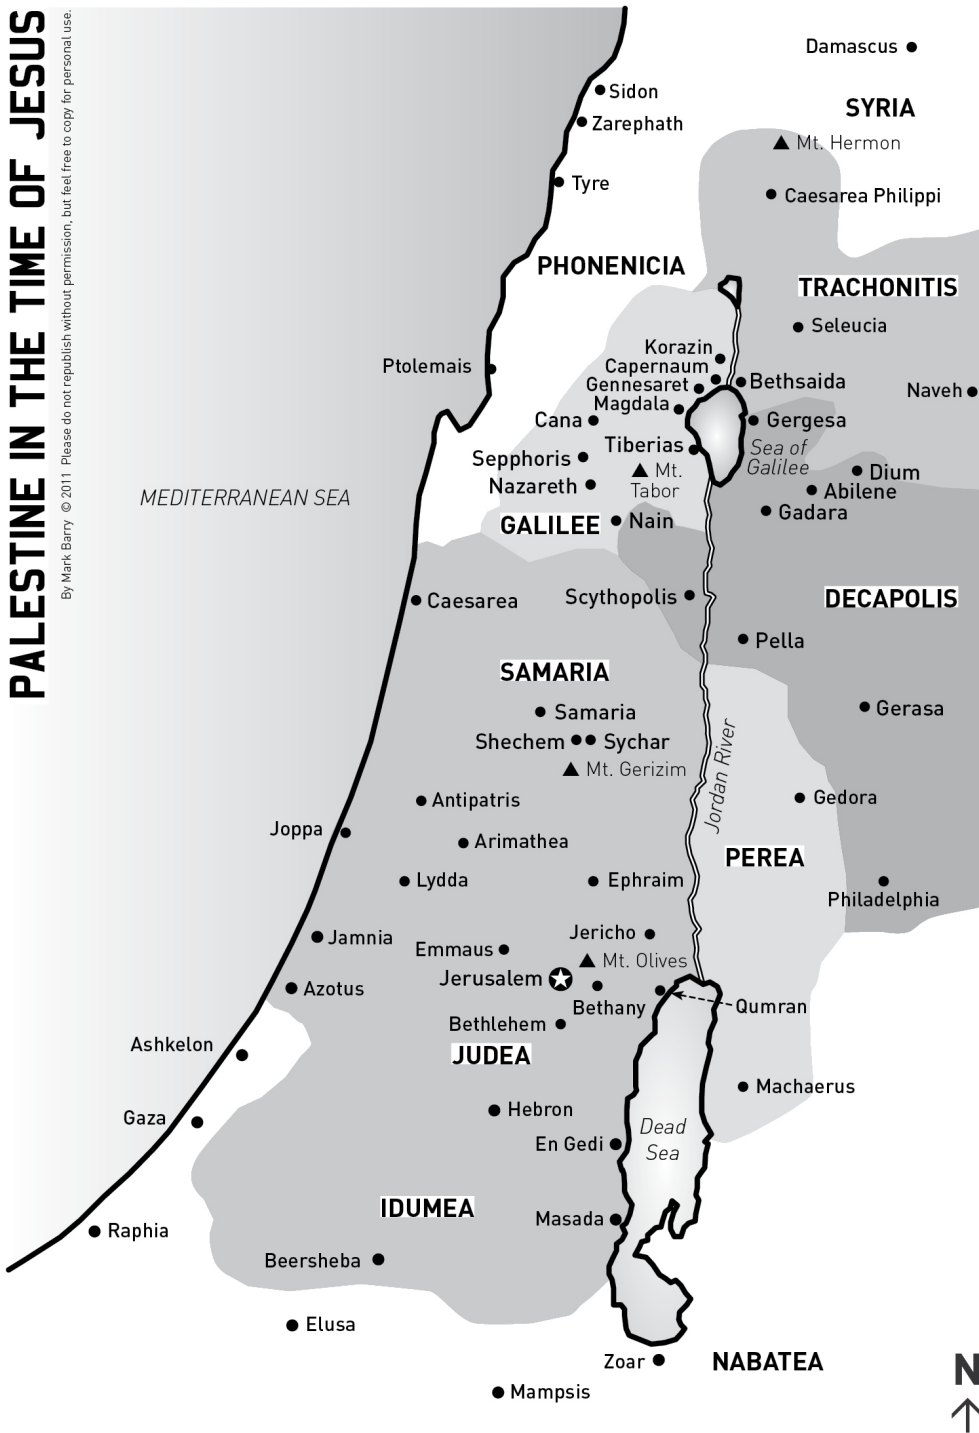 PALESTINE IN THE TIME OF JESUS
By Mark Barry © 2011 Please do not republish without permission, but feel free to copy for personal use.
Damascus
Sidon
SYRIA
Zarephath
Mt. Hermon
Tyre
Caesarea Philippi
PHONENICIA
TRACHONITIS
Seleucia
Korazin
Ptolemais
Capernaum
Gennesaret
Bethsaida
Naveh
Magdala
Cana
Gergesa
Tiberias
Sea of
Galilee
Sepphoris
Mt.
Tabor
Dium
Nazareth
Abilene
MEDITERRANEAN SEA
Gadara
GALILEE
Nain
Caesarea
Scythopolis
DECAPOLIS
Pella
SAMARIA
Samaria
Gerasa
Shechem
Sychar
Mt. Gerizim
Jordan River
Antipatris
Gedora
Joppa
Arimathea
PEREA
Lydda
Ephraim
Philadelphia
Jamnia
Jericho
Emmaus
Mt. Olives
Jerusalem
Azotus
Bethany
Qumran
Bethlehem
Ashkelon
JUDEA
Machaerus
Hebron
Gaza
Dead
Sea
En Gedi
IDUMEA
Masada
Raphia
Beersheba
Elusa
Zoar
NABATEA
Mampsis
N